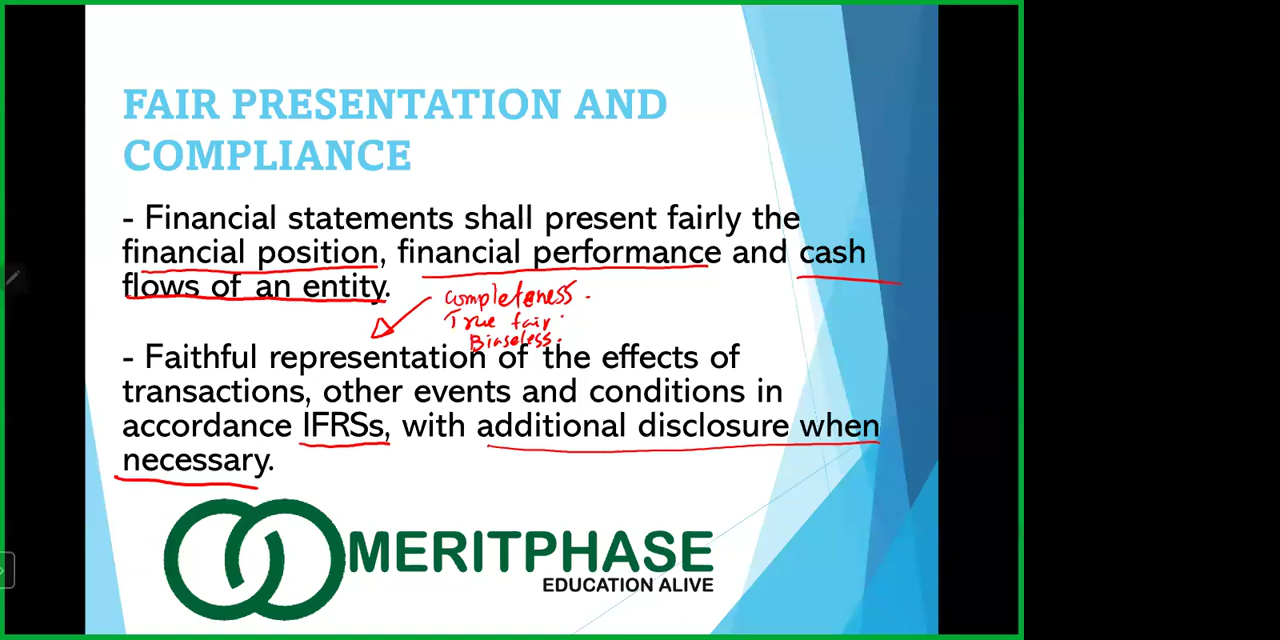 FAIR PRESENTATION AND
COMPLIANCE
- Financial statements shall present fairly the
financial position, financial performance and cash
flows of an entity.
completeness.
True fair.
Biaseless.
- Faithful representation of the effects of
transactions, other events and conditions in
accordance IFRSs, with additional disclosure when
necessary.
MERITPHASE
EDUCATION ALIVE